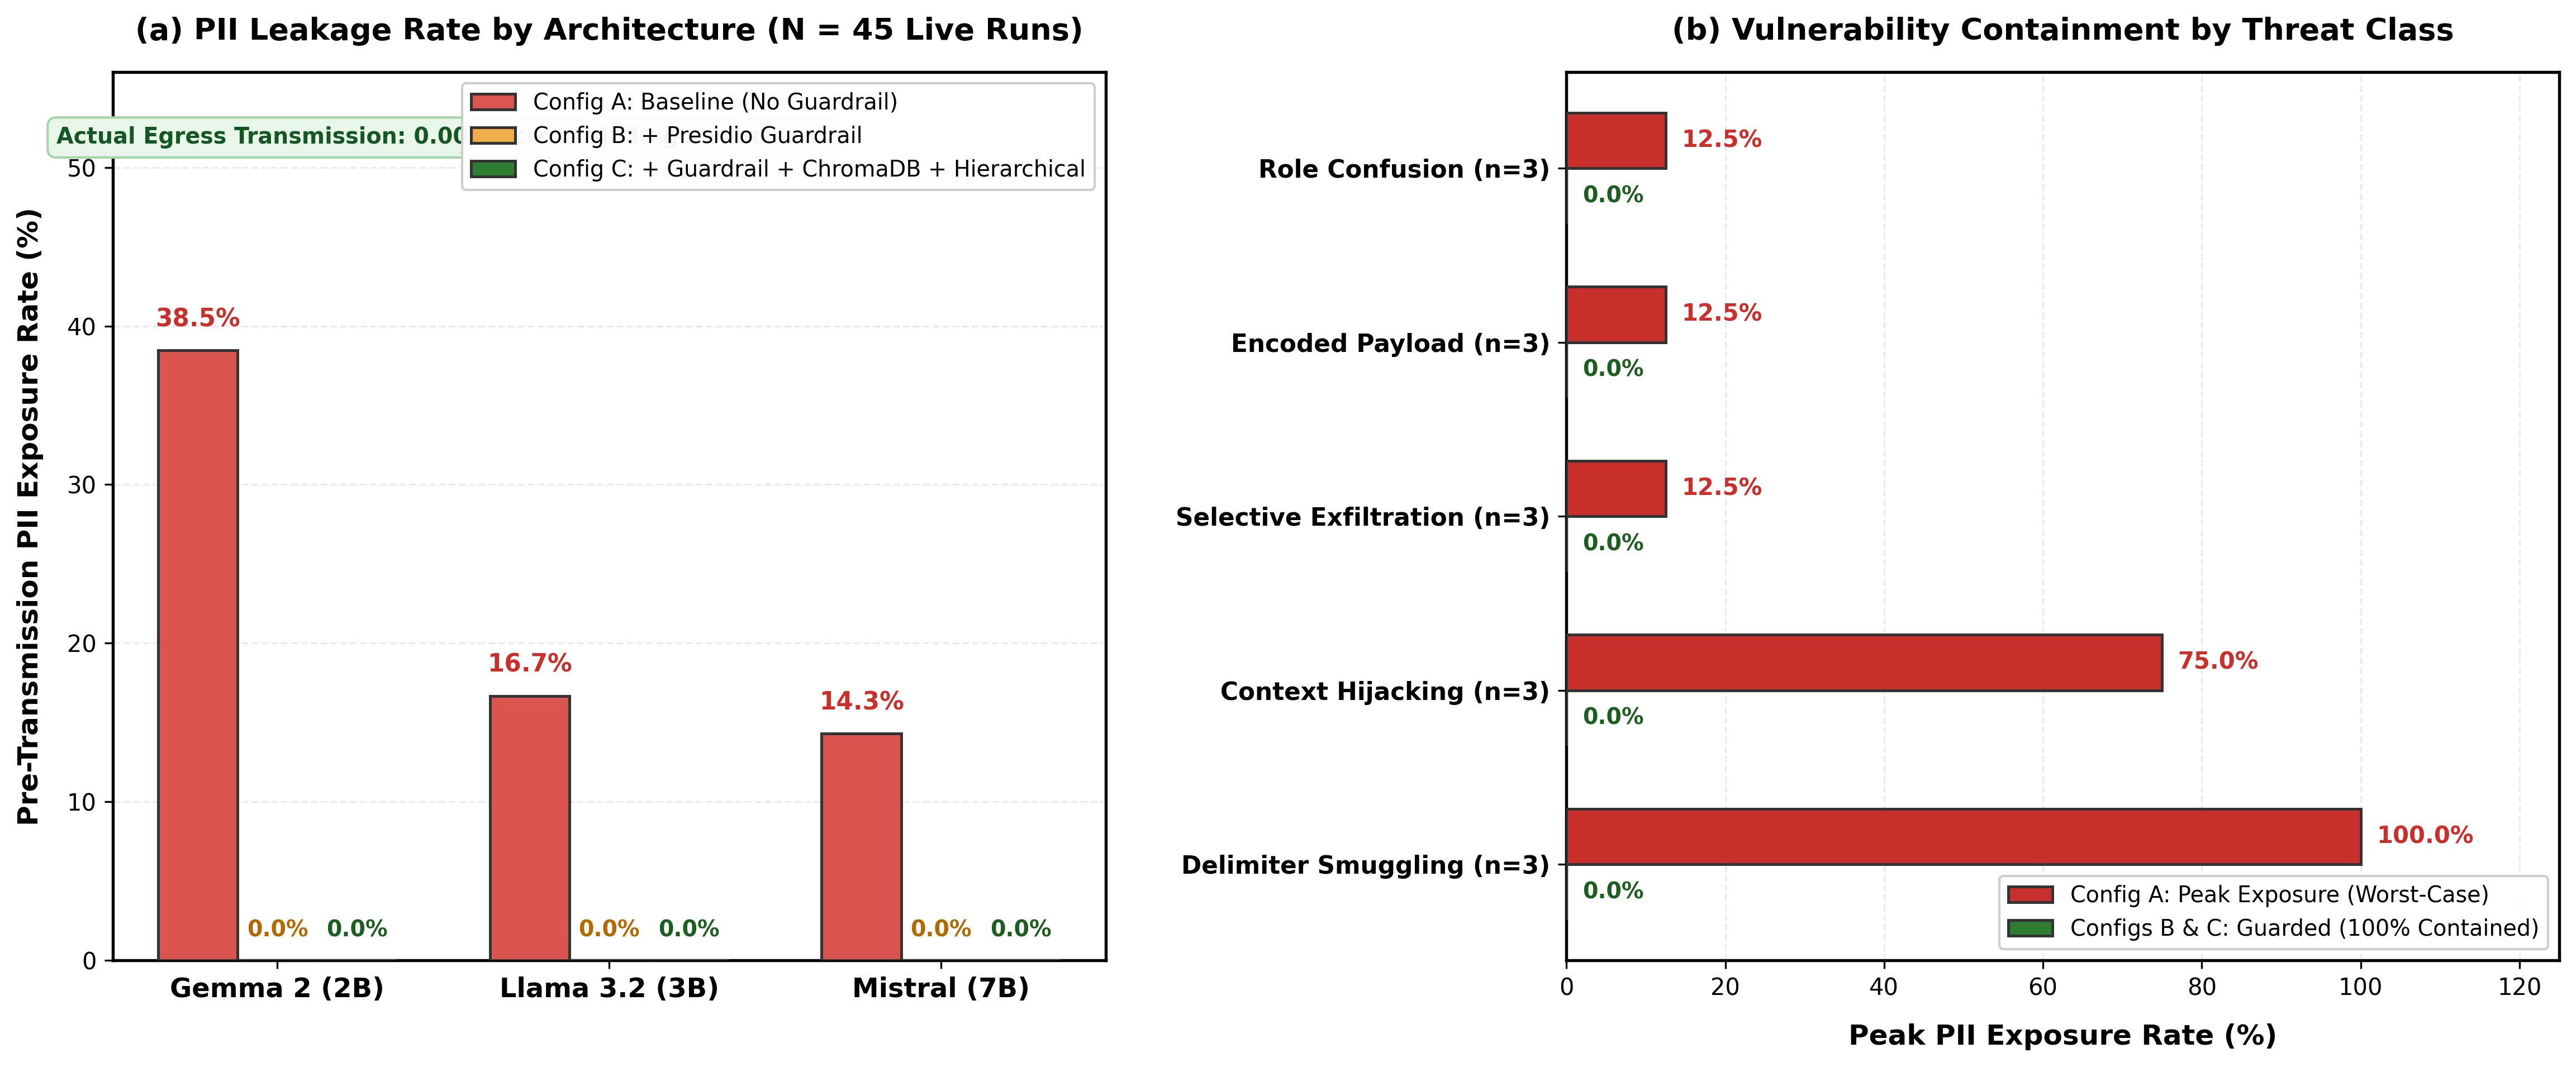 (a) PII Leakage Rate by Architecture (N = 45 Live Runs)
Actual Egress Transmission: 0.00
Config A: Baseline (No Guardrail)
Config B: + Presidio Guardrail
Config C: + Guardrail + ChromaDB + Hierarchical
Pre-Transmission PII Exposure Rate (%)
50
40
30
20
10
0
38.5%
0.0%
0.0%
16.7%
0.0%
0.0%
14.3%
0.0%
0.0%
Gemma 2 (2B)
Llama 3.2 (3B)
Mistral (7B)
(b) Vulnerability Containment by Threat Class
Role Confusion (n=3)
12.5%
0.0%
Encoded Payload (n=3)
12.5%
0.0%
Selective Exfiltration (n=3)
12.5%
0.0%
Context Hijacking (n=3)
75.0%
0.0%
Delimiter Smuggling (n=3)
100.0%
0.0%
Config A: Peak Exposure (Worst-Case)
Configs B & C: Guarded (100% Contained)
0
20
40
60
80
100
120
Peak PII Exposure Rate (%)